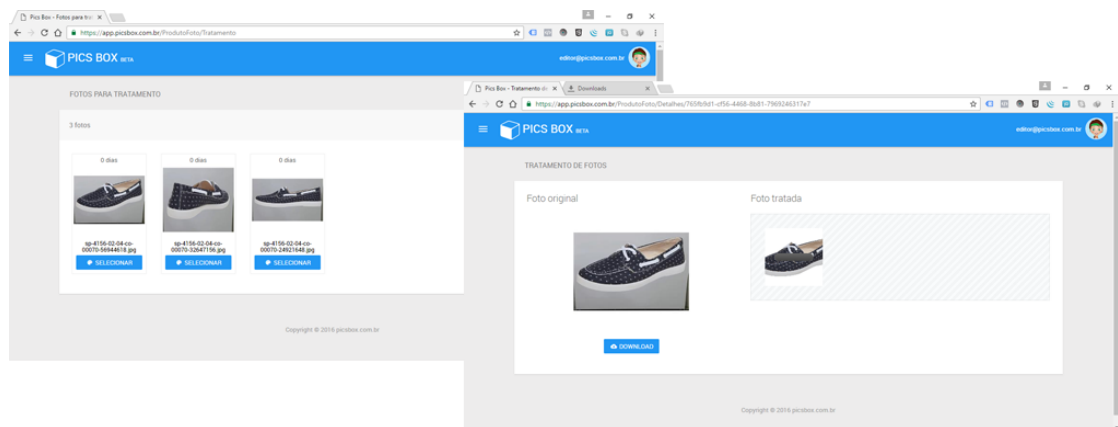 Pics Box - Fotos para tra
https://app.picsbox.com.br/ProdutoFoto/Tratamento
PICS BOX BETA
editor@picsbox.com.br
FOTOS PARA TRATAMENTO
3 fotos
0 dias
0 dias
0 dias
sp-4156-02-04-co-
00070-56944618.jpg
sp-4156-02-04-co-
00070-32647156.jpg
sp-4156-02-04-co-
00070-24921648.jpg
SELECIONAR
SELECIONAR
SELECIONAR
Copyright © 2016 picsbox.com.br
Pics Box - Tratamento de
Downloads
https://app.picsbox.com.br/ProdutoFoto/Detalhes/765fb9d1-cf56-4468-8b81-7969246317e7
PICS BOX BETA
editor@picsbox.com.br
TRATAMENTO DE FOTOS
Foto original
Foto tratada
DOWNLOAD
Copyright © 2016 picsbox.com.br